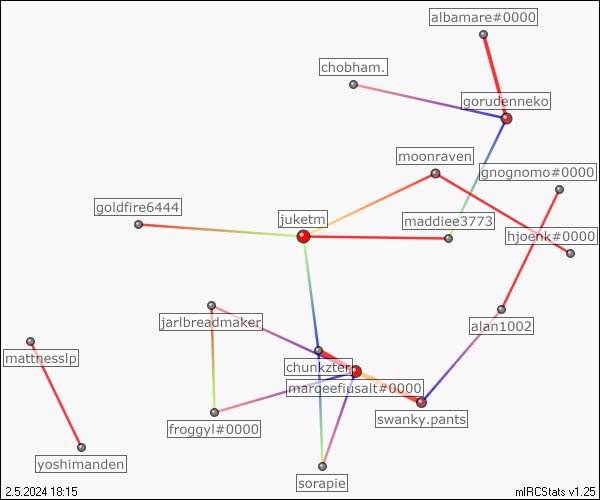 albamare#0000
chobham.
gorudenneko
moonraven
gnognomo#0000
goldfire6444
juketm
maddiee3773
hjoenk#0000
jarlbreadmaker
alan1002
mattnesslp
chunkzter
marqeefiusalt#0000
swanky.pants
froggyl#0000
yoshimanden
sorapie
2.5.2024 18:15
mIRCStats v1.25